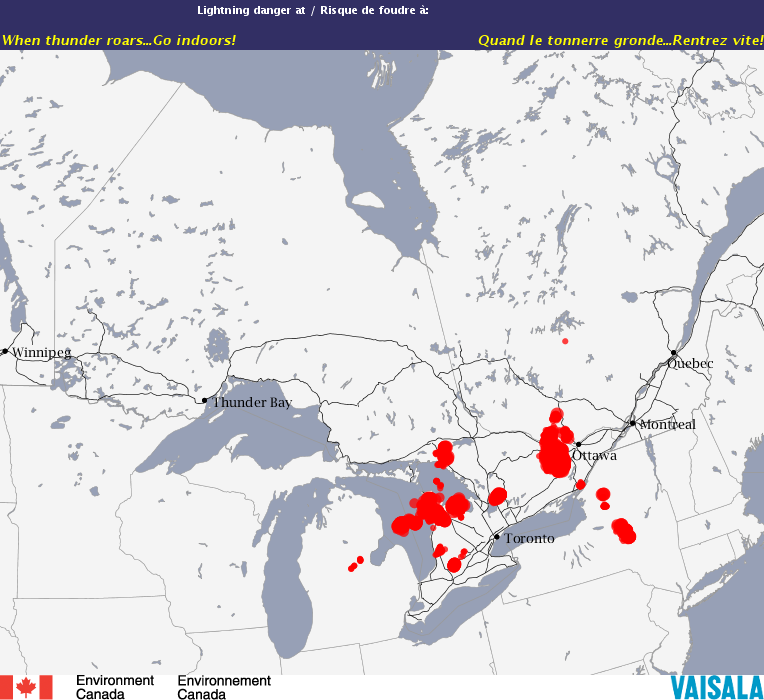 Lightning danger at / Risque de foudre à:
When thunder roars...Go indoors!
Quand le tonnerre gronde...Rentrez vite!
Winnipeg
Quebec
Thunder Bay
Montreal
Ottawa
Toronto
Environment Canada
Environnement Canada
VAISALA